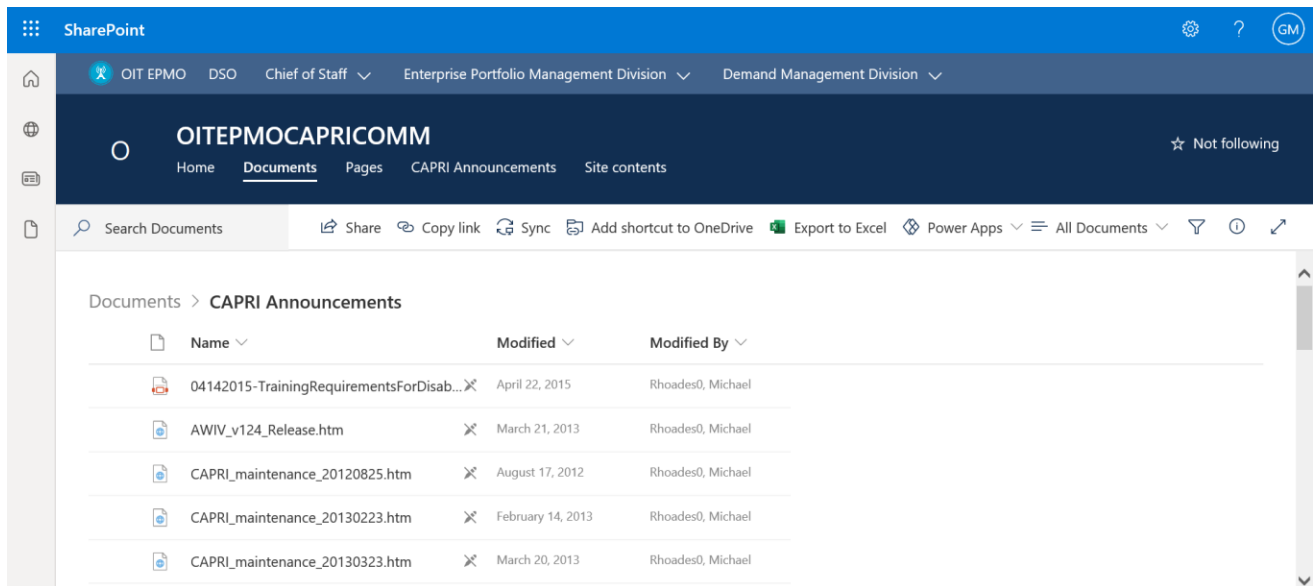 SharePoint
?
GM
OIT EPMO DSO Chief of Staff Enterprise Portfolio Management Division Demand Management Division
O
OITEPMOCAPRICOMM
Not following
Home Documents Pages CAPRI Announcements Site contents
Search Documents Share Copy link Sync Add shortcut to OneDrive Export to Excel Power Apps All Documents
Documents > CAPRI Announcements
Name Modified Modified By
04142015-TrainingRequirementsForDisab... April 22, 2015 Rhoades0, Michael
AWIV_v124_Release.htm March 21, 2013 Rhoades0, Michael
CAPRI_maintenance_20120825.htm August 17, 2012 Rhoades0, Michael
CAPRI_maintenance_20130223.htm February 14, 2013 Rhoades0, Michael
CAPRI_maintenance_20130323.htm March 20, 2013 Rhoades0, Michael